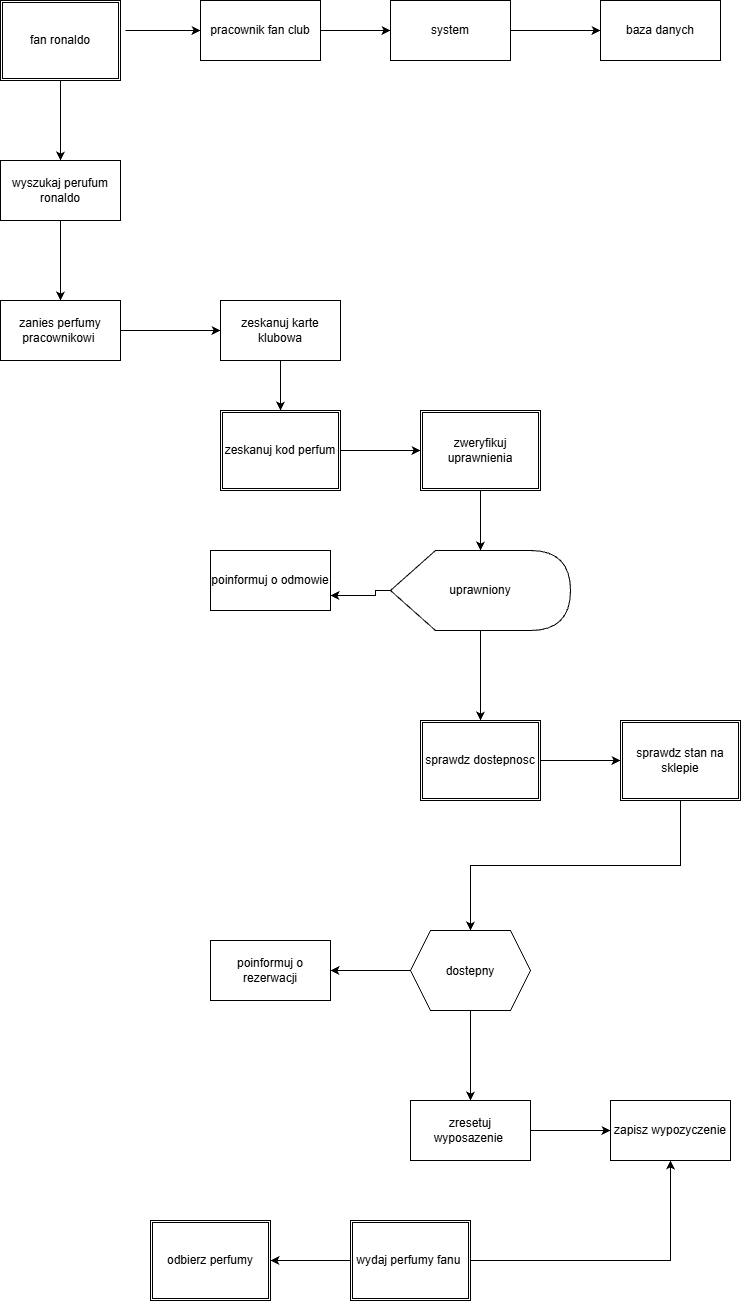 fan ronaldo
pracownik fan club
system
baza danych
wyszukaj perufum
ronaldo
zanies perfumy
pracownikowi
zeskanuj karte
klubowa
zeskanuj kod perfum
zweryfikuj
uprawnienia
poinformuj o odmowie
uprawniony
sprawdz dostepnosc
sprawdz stan na
sklepie
poinformuj o
rezerwacji
dostepny
zresetuj
wyposazenie
zapisz wypozyczenie
odbierz perfumy
wydaj perfumy fanu